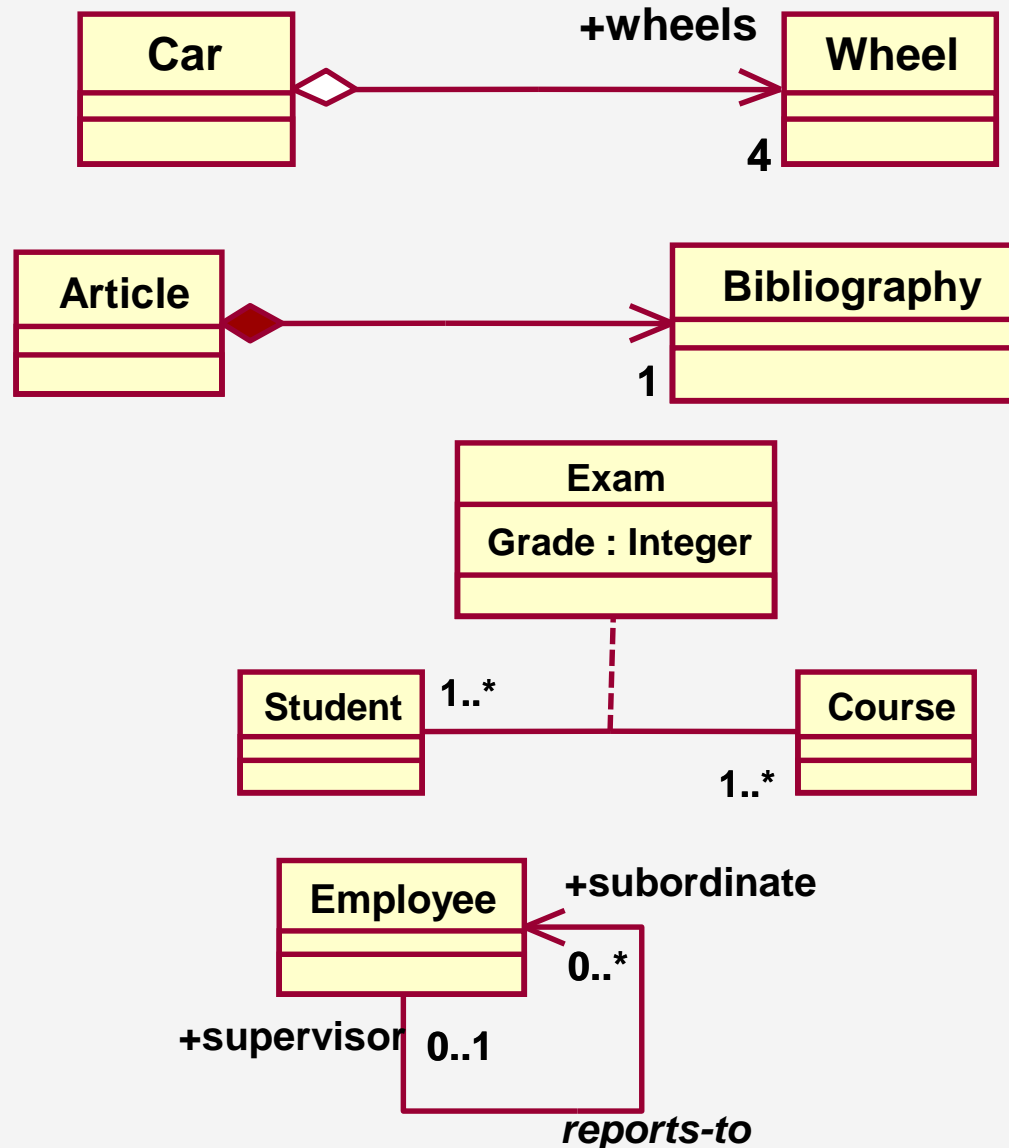 +wheels
Car
Wheel
4
Article
Bibliography
1
Exam
Grade : Integer
Student
1..*
Course
1..*
Employee
+subordinate
0..*
+supervisor
0..1
reports-to